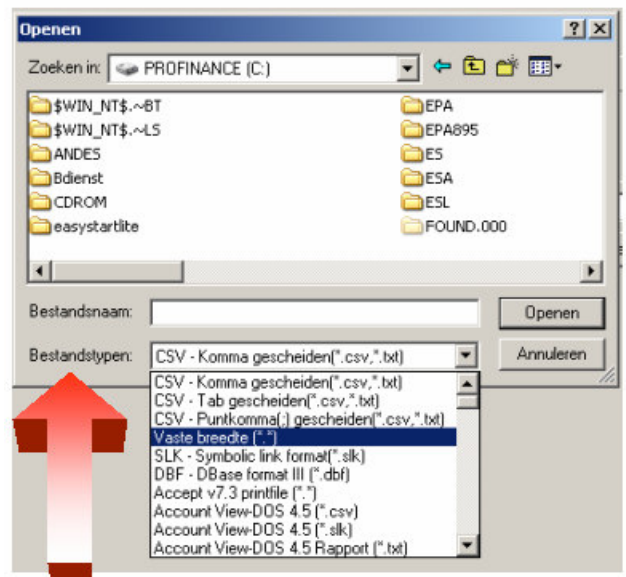 Openen
Zoeken in: PROFINANCE (C:)
$WIN_NT$.~BT
$WIN_NT$.~LS
ANDES
Bdienst
CDROM
easystartlite
EPA
EPA895
ES
ESA
ESL
FOUND.000
Bestandsnaam:
Openen
Bestandstypen: CSV - Komma gescheiden(*.csv,*.txt)
Annuleren
CSV - Komma gescheiden(*.csv,*.txt)
CSV - Tab gescheiden(*.csv,*.txt)
CSV - Puntkomma(;) gescheiden(*.csv,*.txt)
Vaste breedte (*.*)
SLK - Symbolic link format(*.slk)
DBF - DBase format III (*.dbf)
Accept v7.3 printfile (*.*)
Account View-DOS 4.5 (*.csv)
Account View-DOS 4.5 (*.slk)
Account View-DOS 4.5 Rapport (*.txt)